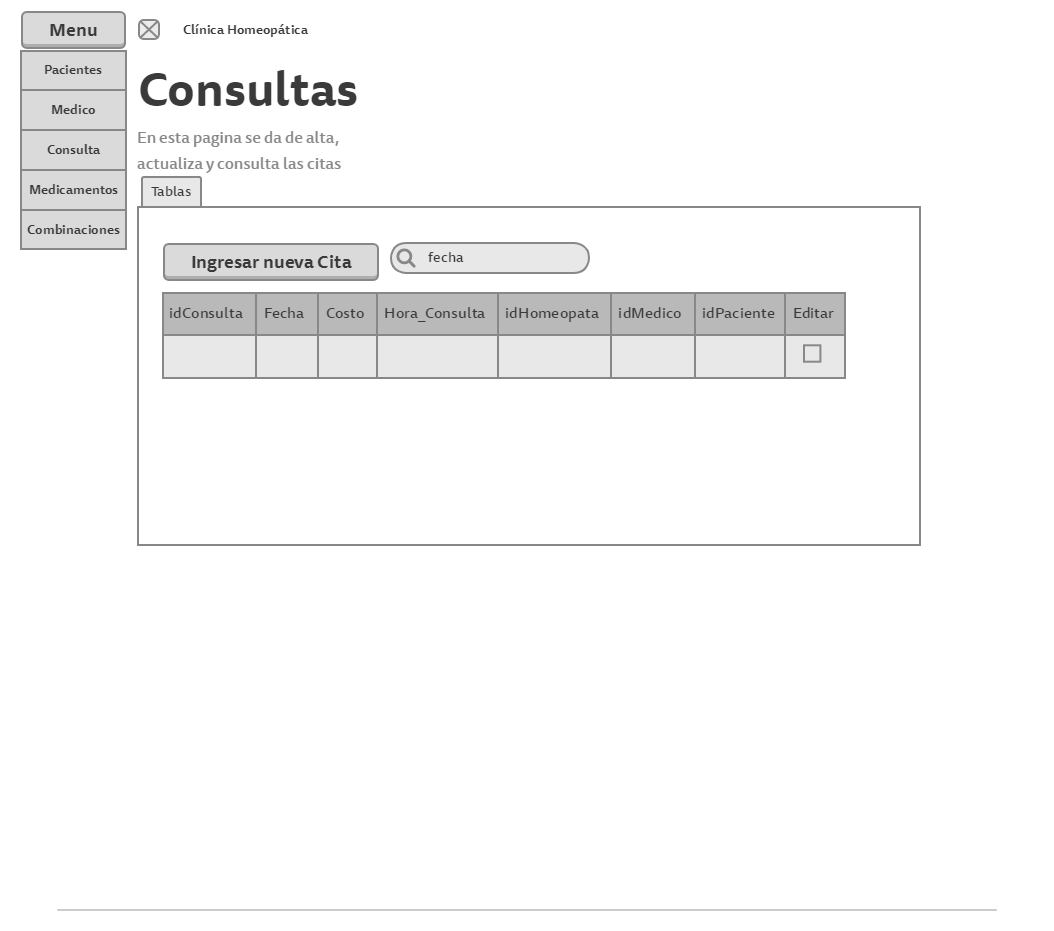 Menu
Clínica Homeopática
Pacientes
Medico
Consulta
Medicamentos
Combinaciones
Consultas
En esta pagina se da de alta,
actualiza y consulta las citas
Tablas
Ingresar nueva Cita
fecha
idConsulta Fecha Costo Hora_Consulta idHomeopata idMedico idPaciente Editar